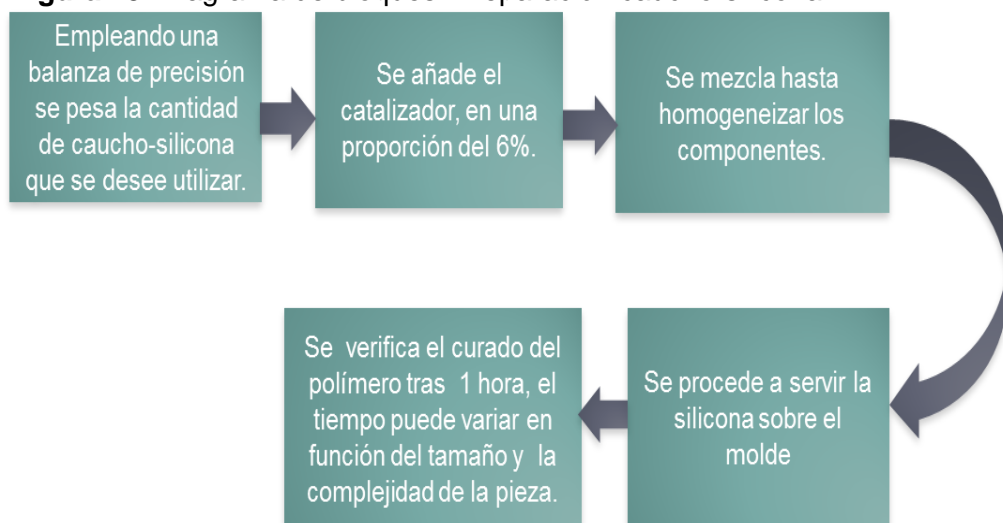 Empleando una
balanza de precisión
se pesa la cantidad
de caucho-silicona
que se desee utilizar.
Se añade el
catalizador, en una
proporción del 6%.
Se mezcla hasta
homogeneizar los
componentes.
Se procede a servir la
silicona sobre el
molde
Se verifica el curado del
polímero tras 1 hora, el
tiempo puede variar en
función del tamaño y la
complejidad de la pieza.